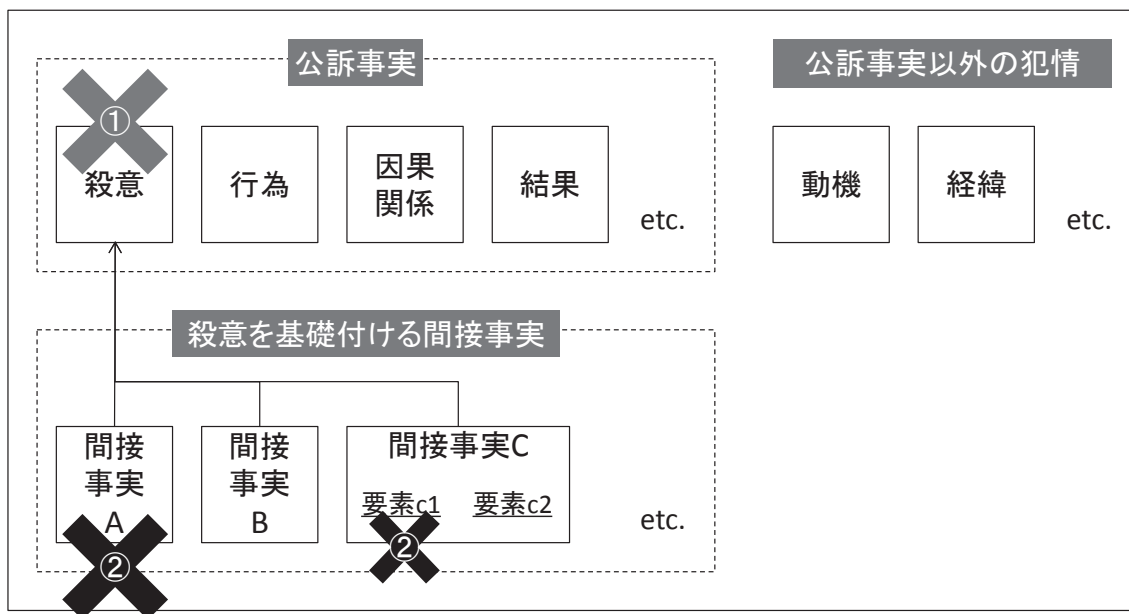 公訴事実
公訴事実以外の犯情
①
殺意
行為
因果
関係
結果
etc.
動機
経緯
etc.
殺意を基礎付ける間接事実
間接
事実
A
②
間接
事実
B
間接事実C
要素c1 要素c2
②
etc.